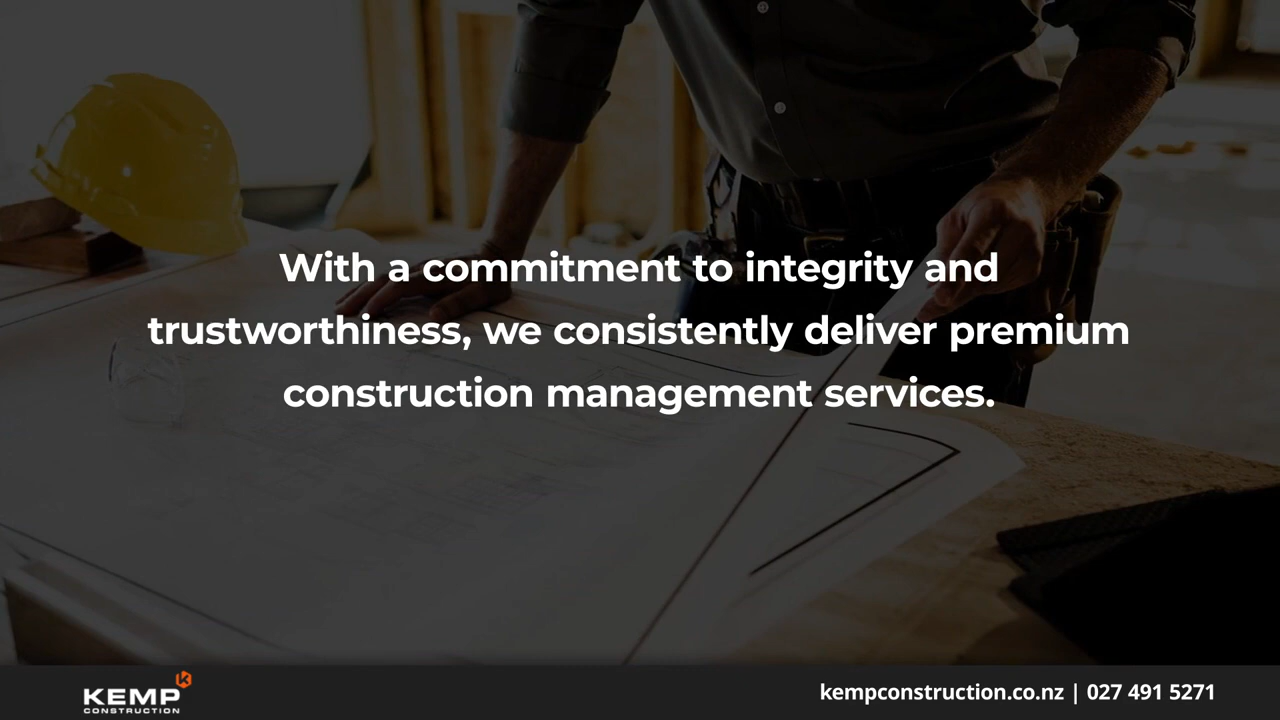 With a commitment to integrity and
trustworthiness, we consistently deliver premium
construction management services.
KEMP
CONSTRUCTION
kempconstruction.co.nz | 027 491 5271